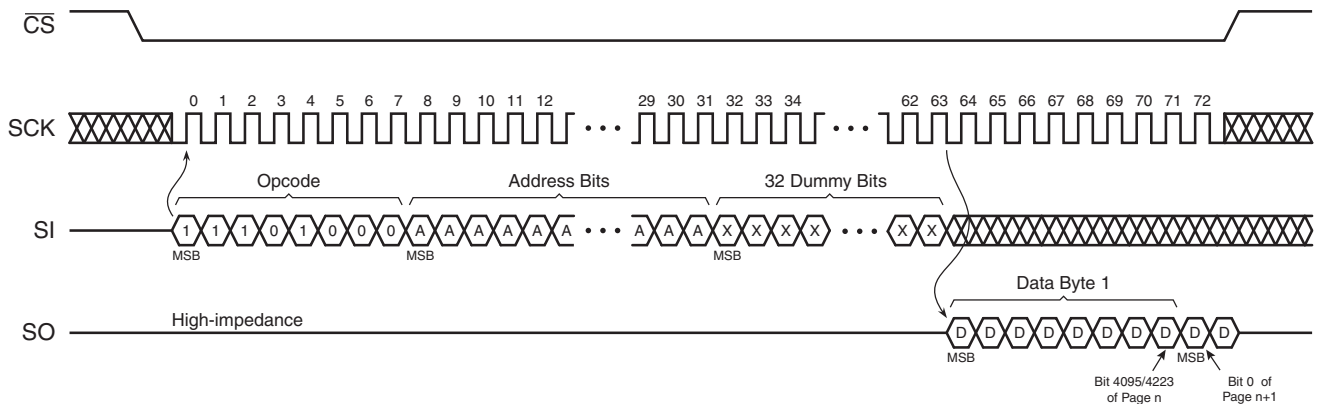 CS
SCK
0 1 2 3 4 5 6 7 8 9 10 11 12 29 30 31 32 33 34 62 63 64 65 66 67 68 69 70 71 72
Opcode Address Bits 32 Dummy Bits
SI
1 1 1 0 1 0 0 0 A A A A A A A A A X X X X X X
MSB MSB MSB
Data Byte 1
SO
High-impedance
D D D D D D D D D D
MSB MSB
Bit 4095/4223
of Page n
Bit 0 of
Page n+1